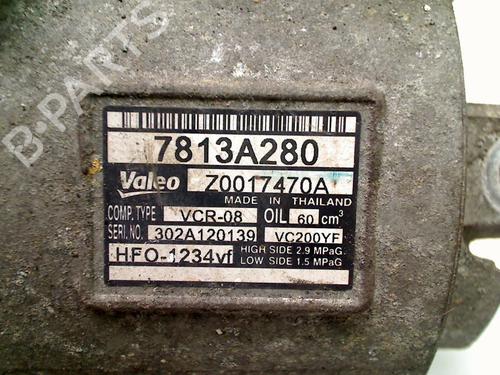 B-PARTS
7813A280
Valeo Z0017470A
MADE IN THAILAND
COMP. TYPE VCR-08 OIL 60 cm³
SERI.NO. 302A120139 VC200YF
HFO-1234yf HIGH SIDE 2.9 MPaG
LOW SIDE 1.5 MPaG